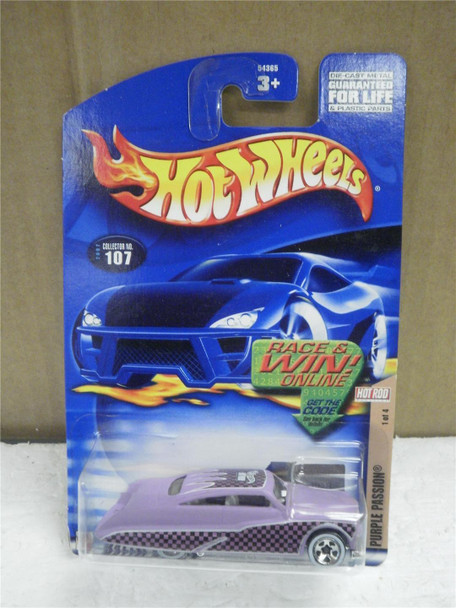 54365
3+
DIE-CAST METAL
GUARANTEED
FOR LIFE
& PLASTIC PARTS
HOT WHEELS®
2002
COLLECTOR NO.
107
RACE &
WIN!
ONLINE
GET THE
CODE
HOT ROD
1 of 4
PURPLE PASSION®